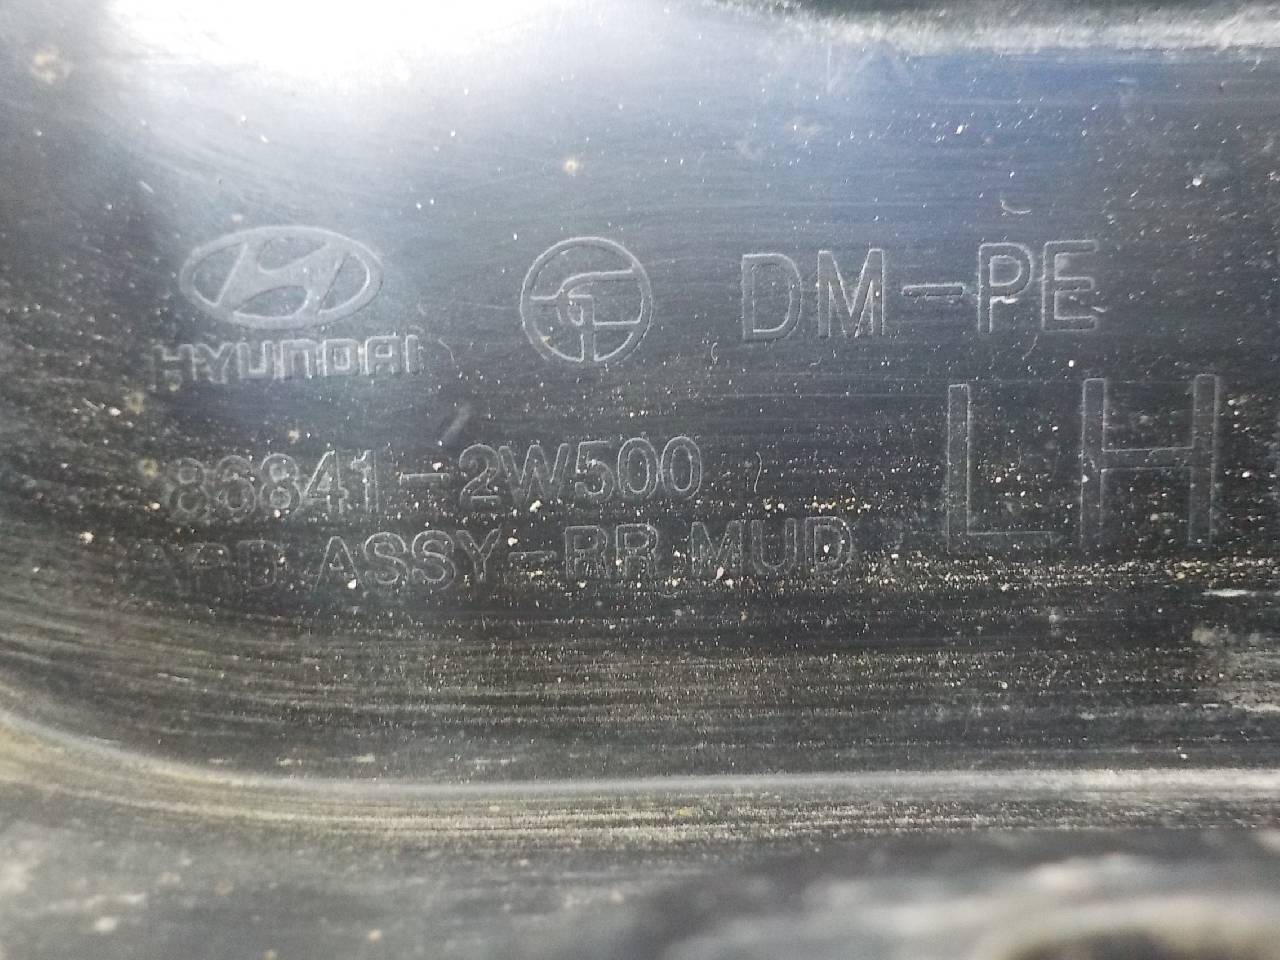 HYUNDAI
DM-PE
LH
86841-2W500
ASSY-RR MUD